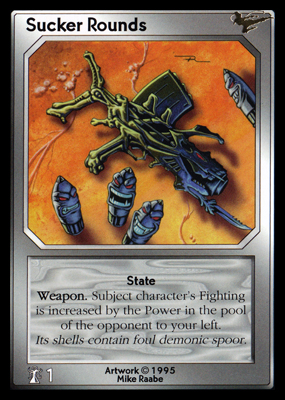 Sucker Rounds
State
Weapon. Subject character's Fighting
is increased by the Power in the pool
of the opponent to your left.
Its shells contain foul demonic spoor.
1
Artwork © 1995
Mike Raabe